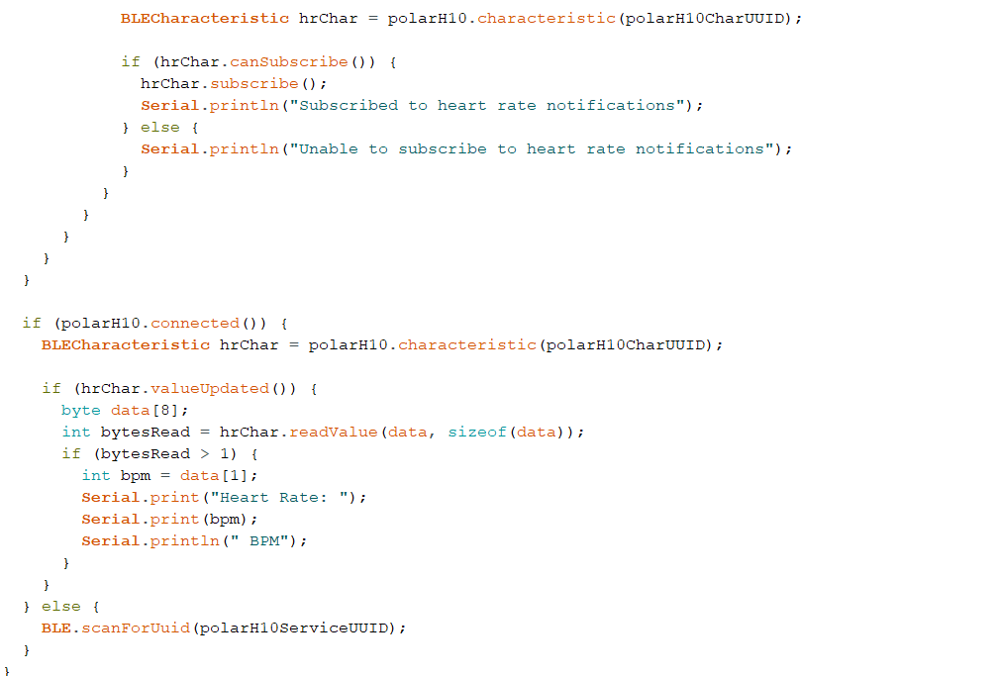 BLECharacteristic hrChar = polarH10.characteristic(polarH10CharUUID);
if (hrChar.canSubscribe()) {
hrChar.subscribe();
Serial.println("Subscribed to heart rate notifications");
} else {
Serial.println("Unable to subscribe to heart rate notifications");
}
}
}
}
}
}
if (polarH10.connected()) {
BLECharacteristic hrChar = polarH10.characteristic(polarH10CharUUID);
if (hrChar.valueUpdated()) {
byte data[8];
int bytesRead = hrChar.readValue(data, sizeof(data));
if (bytesRead > 1) {
int bpm = data[1];
Serial.print("Heart Rate: ");
Serial.print(bpm);
Serial.println(" BPM");
}
}
} else {
BLE.scanForUuid(polarH10ServiceUUID);
}
}